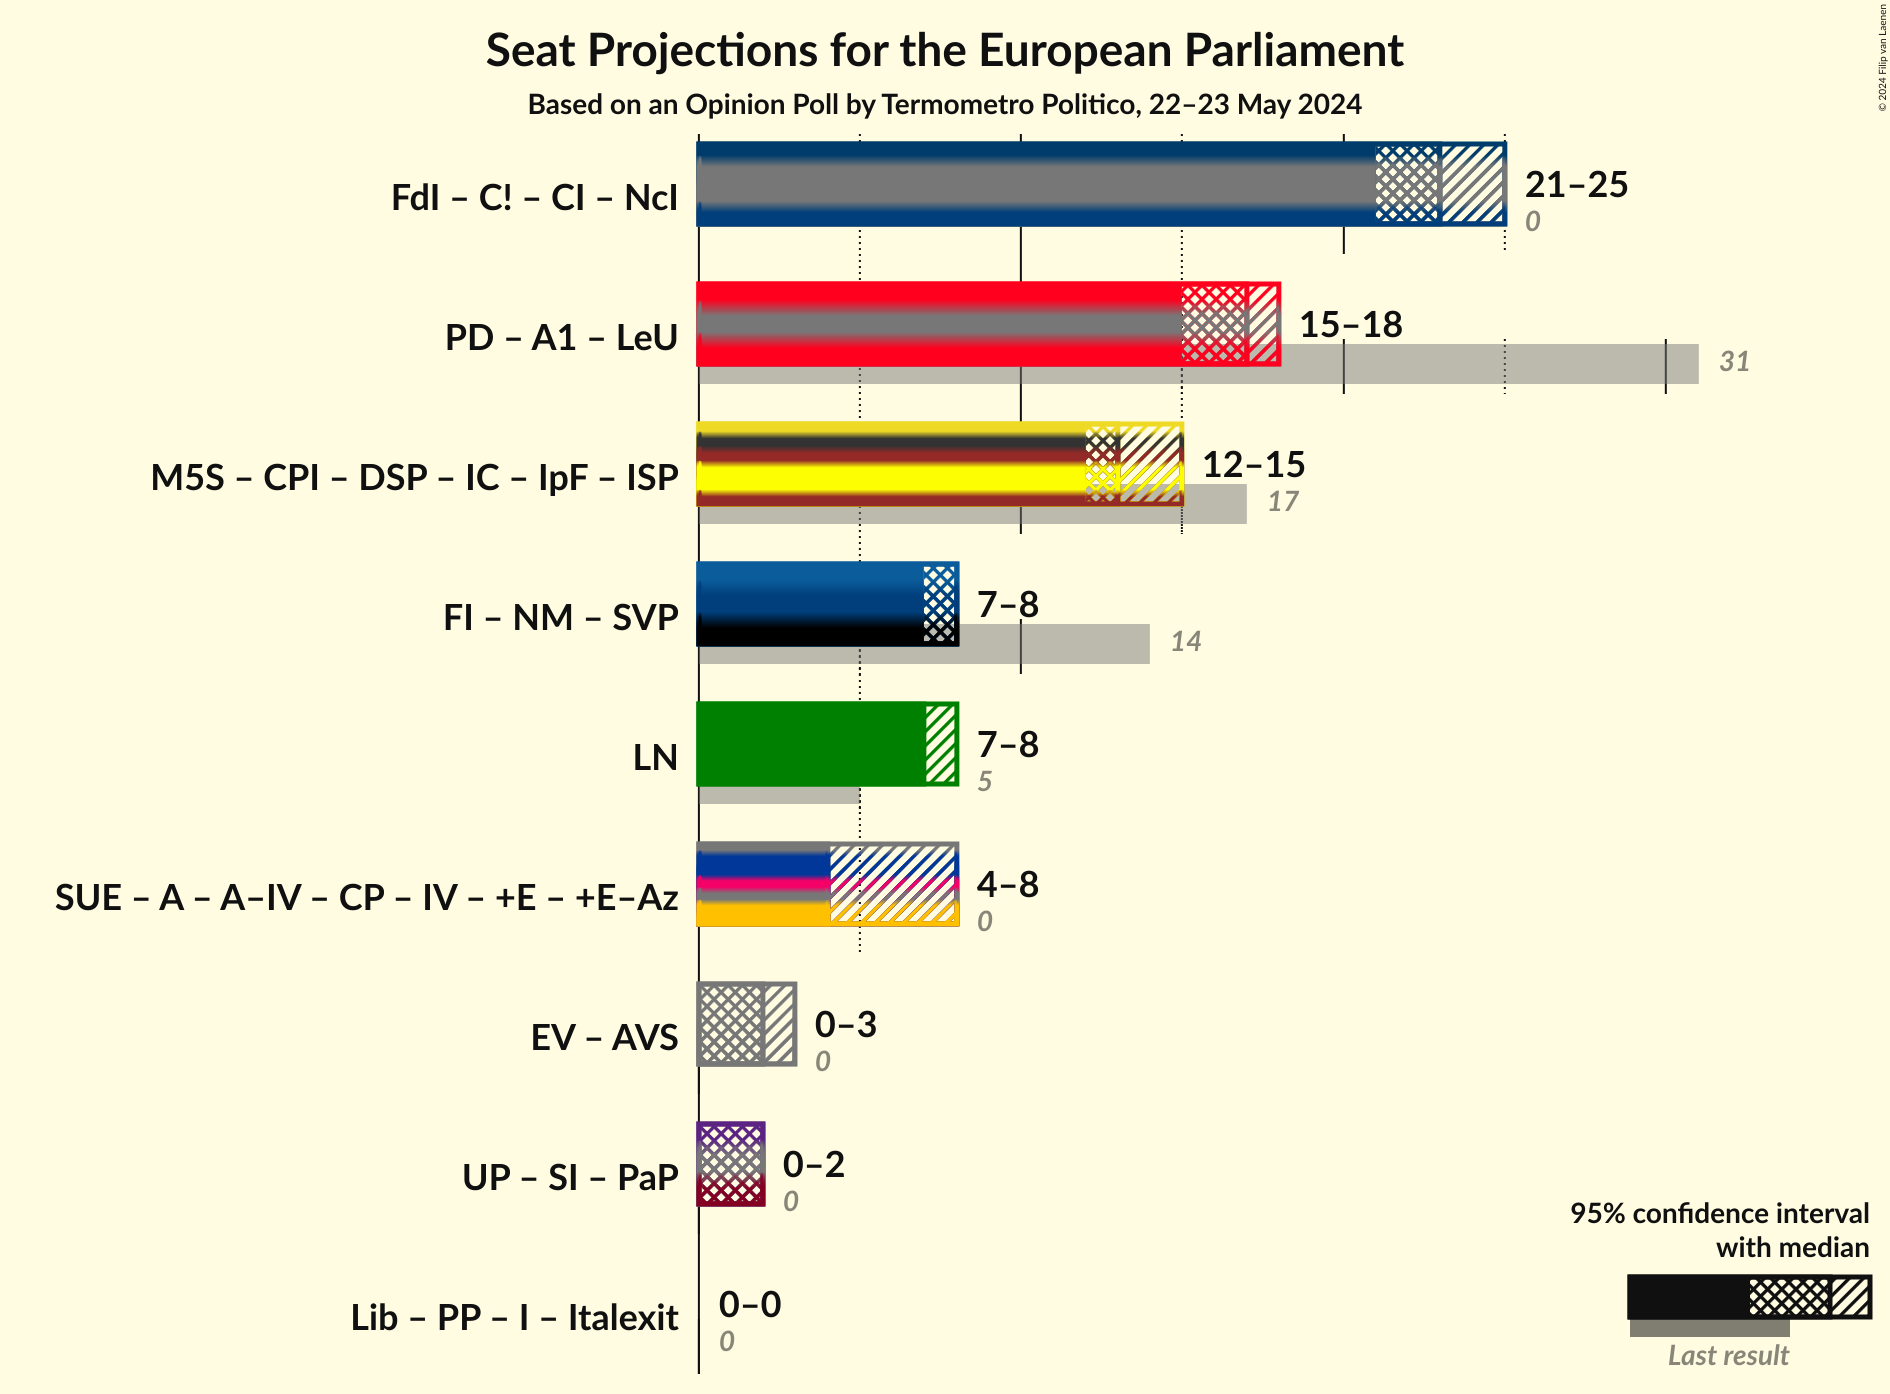 Seat Projections for the European Parliament
Based on an Opinion Poll by Termometro Politico, 22–23 May 2024
© 2024 Filip van Laenen
FdI – C! – CI – NcI
21–25
0
PD – A1 – LeU
15–18
31
M5S – CPI – DSP – IC – IpF – ISP
12–15
17
FI – NM – SVP
7–8
14
LN
7–8
5
SUE – A – A–IV – CP – IV – +E – +E–Az
4–8
0
EV – AVS
0–3
0
UP – SI – PaP
0–2
0
Lib – PP – I – Italexit
0–0
0
95% confidence interval
with median
Last result